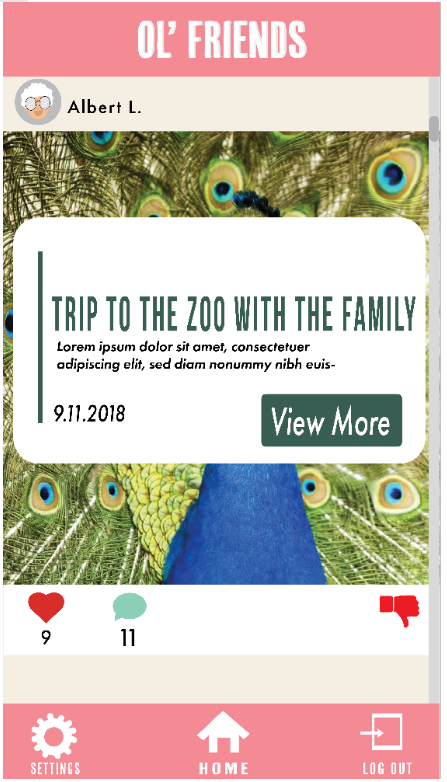 OL' FRIENDS
Albert L.
TRIP TO THE ZOO WITH THE FAMILY
Lorem ipsum dolor sit amet, consectetuer
adipiscing elit, sed diam nonummy nibh euis-
9.11.2018
View More
9
11
SETTINGS
HOME
LOG OUT